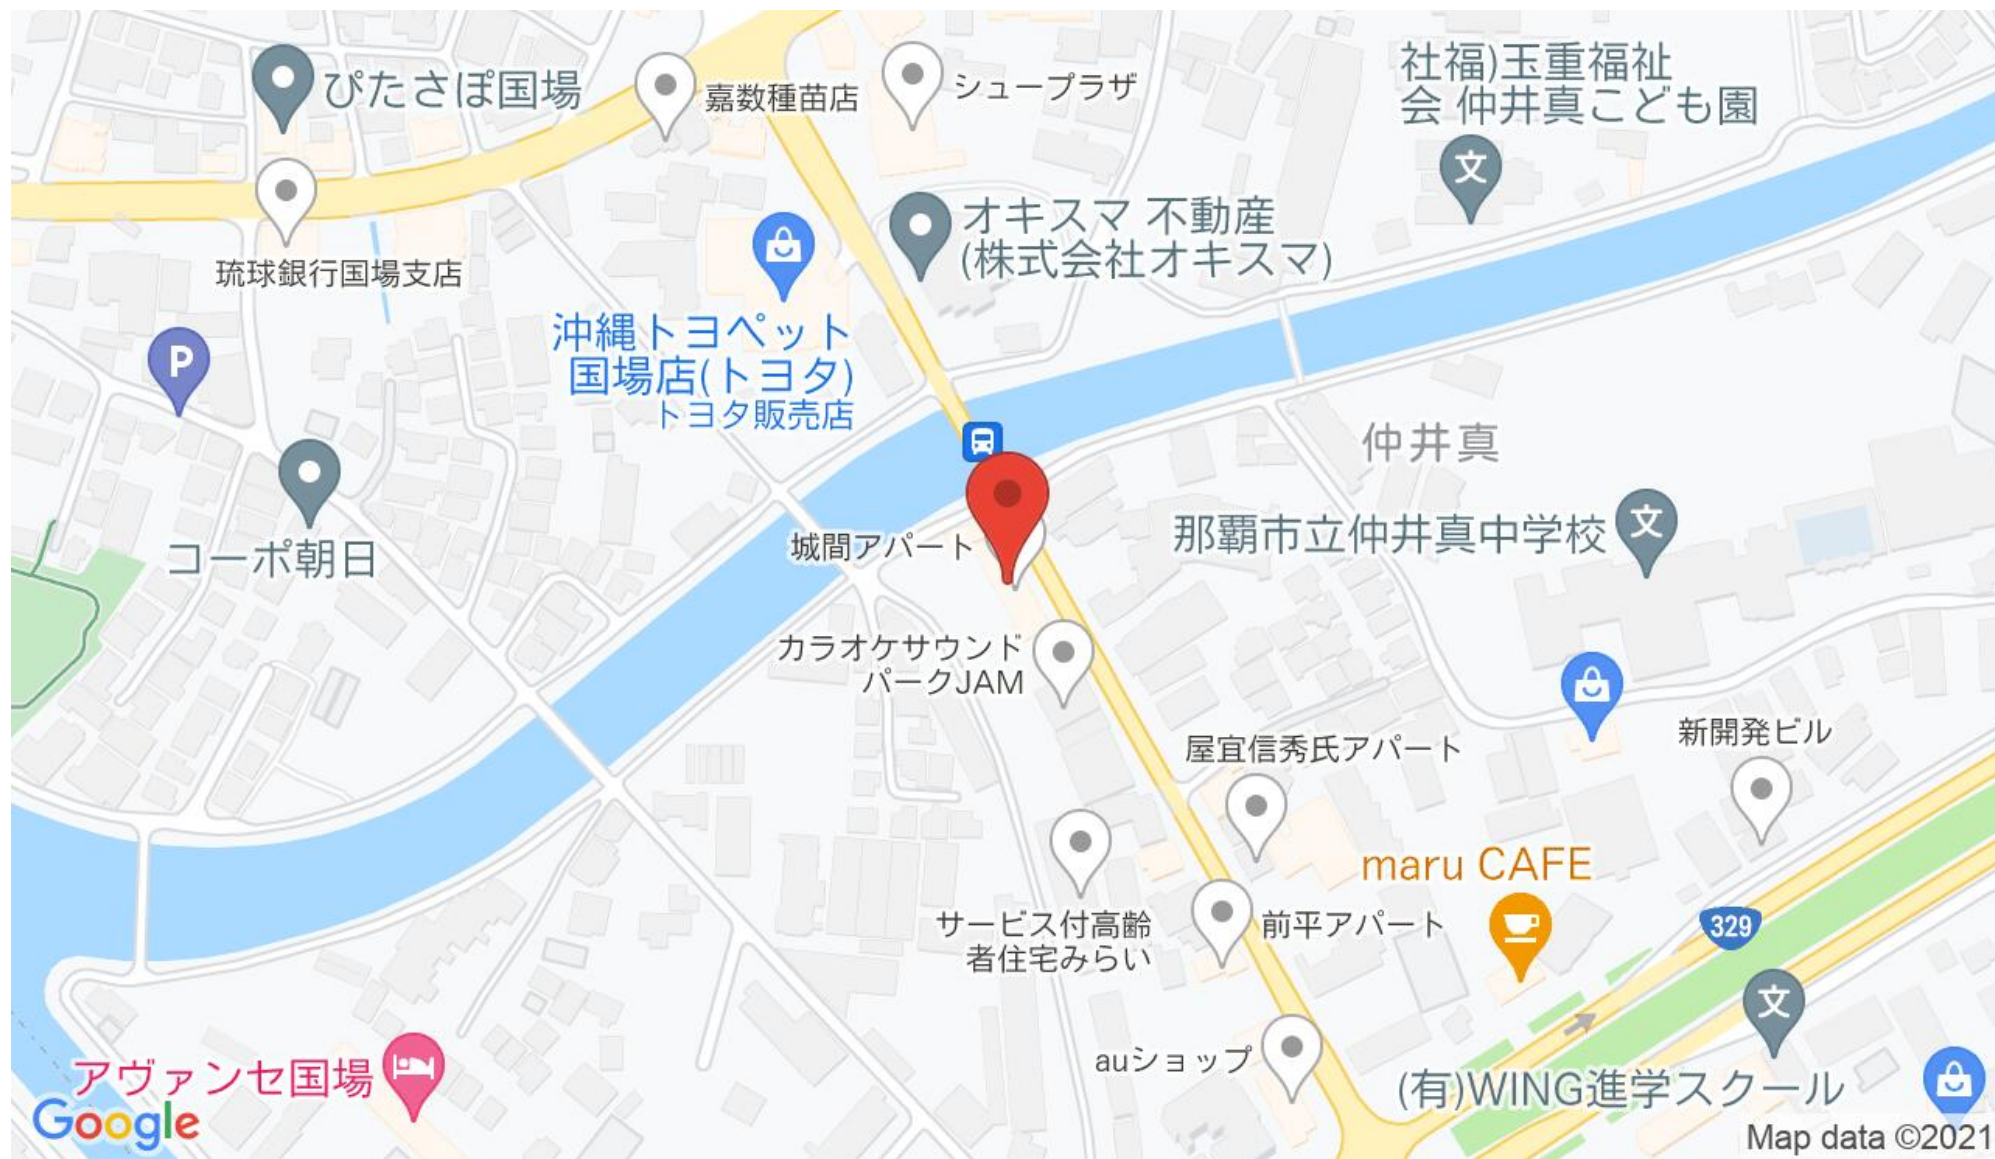 社福)玉重福祉
会 仲井真こども園
ぴたさぽ国場
嘉数種苗店
シュープラザ
オキスマ 不動産
(株式会社オキスマ)
琉球銀行国場支店
沖縄トヨペット
国場店(トヨタ)
トヨタ販売店
P
仲井真
文
文
那覇市立仲井真中学校
城間アパート
コーポ朝日
カラオケサウンド
パークJAM
屋宜信秀氏アパート
新開発ビル
maru CAFE
サービス付高齢
者住宅みらい
前平アパート
329
文
auショップ
アヴァンセ国場
(有)WING進学スクール
Google
Map data ©2021